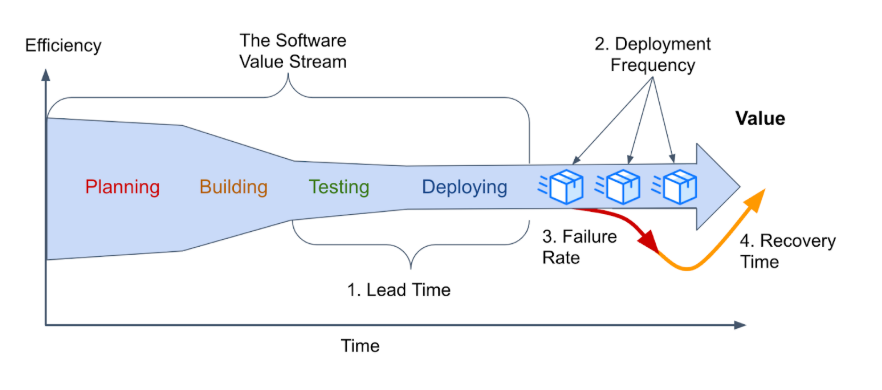 Efficiency
The Software
Value Stream
2. Deployment
Frequency
Value
Planning
Building
Testing
Deploying
3. Failure
Rate
4. Recovery
Time
1. Lead Time
Time